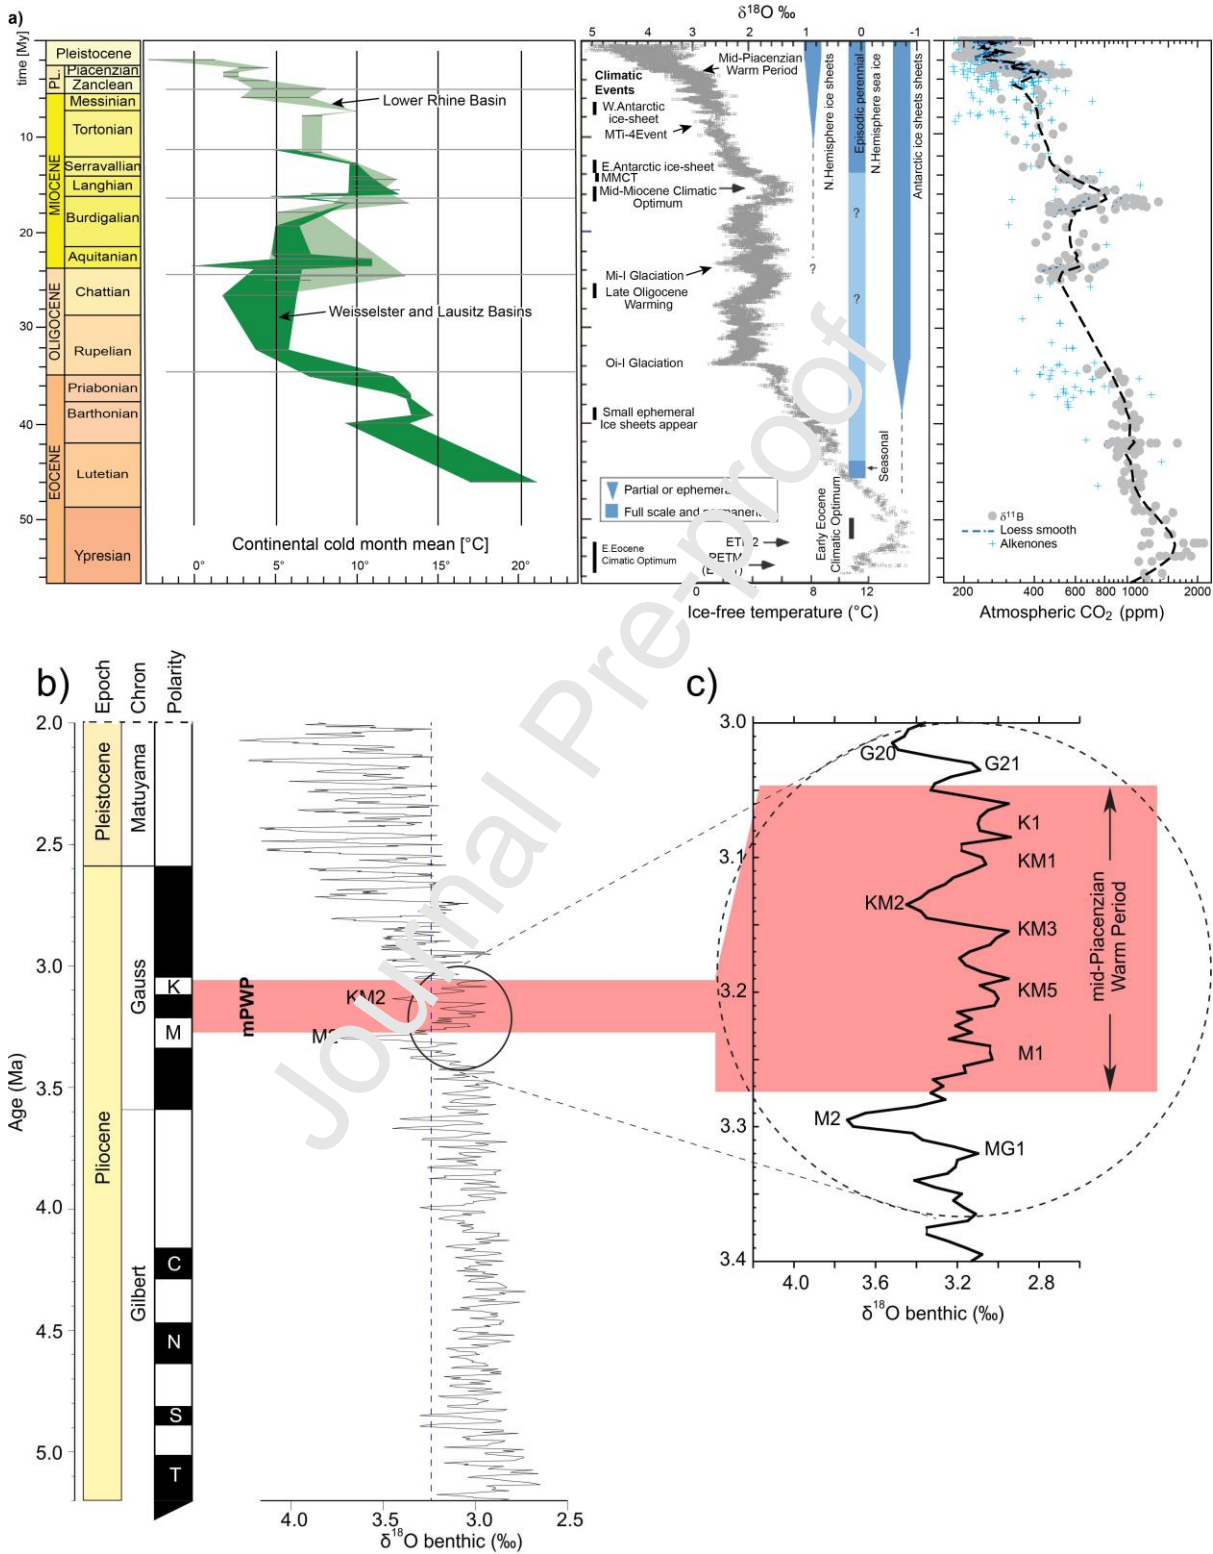 a)
time [My]
10
20
30
40
50
PL.
MIOCENE
OLIGOCENE
EOCENE
Pleistocene
Piacenzian
Zanclean
Messinian
Tortonian
Serravallian
Langhian
Burdigalian
Aquitanian
Chattian
Rupelian
Priabonian
Barthonian
Lutetian
Ypresian
Lower Rhine Basin
Weisselster and Lausitz Basins
Continental cold month mean [°C]
0° 5° 10° 15° 20°
δ¹⁸O ‰
5 4 3 2 1 0 -1
Mid-Piacenzian
Warm Period
Climatic
Events
W.Antarctic
ice-sheet
MTi-4Event
E.Antarctic ice-sheet
MMCT
Mid-Miocene Climatic
Optimum
Mi-I Glaciation
Late Oligocene
Warming
Oi-I Glaciation
Small ephemeral
Ice sheets appear
Partial or ephemera
Full scale and permanen
E.Eocene
Cimatic Optimum
PETM
Early Eocene
Climatic Optimum
Seasonal
N.Hemisphere ice sheets
Episodic perennial
N.Hemisphere sea ice
Antarctic ice sheets sheets
?
?
?
0 4 8 12
Ice-free temperature (°C)
δ¹¹B
Loess smooth
Alkenones
200 400 600 800 1000 2000
Atmospheric CO₂ (ppm)
Journal Pre-proof
b)
Epoch
Chron
Polarity
2.0
2.5
3.0
3.5
4.0
4.5
5.0
Age (Ma)
Pleistocene
Pliocene
Matuyama
Gauss
Gilbert
K
M
C
N
S
T
mPWP
KM2
M2
4.0 3.5 3.0 2.5
δ¹⁸O benthic (‰)
c)
3.0
3.1
3.2
3.3
3.4
G20
G21
K1
KM1
KM2
KM3
KM5
M1
M2
MG1
mid-Piacenzian
Warm Period
4.0 3.6 3.2 2.8
δ¹⁸O benthic (‰)